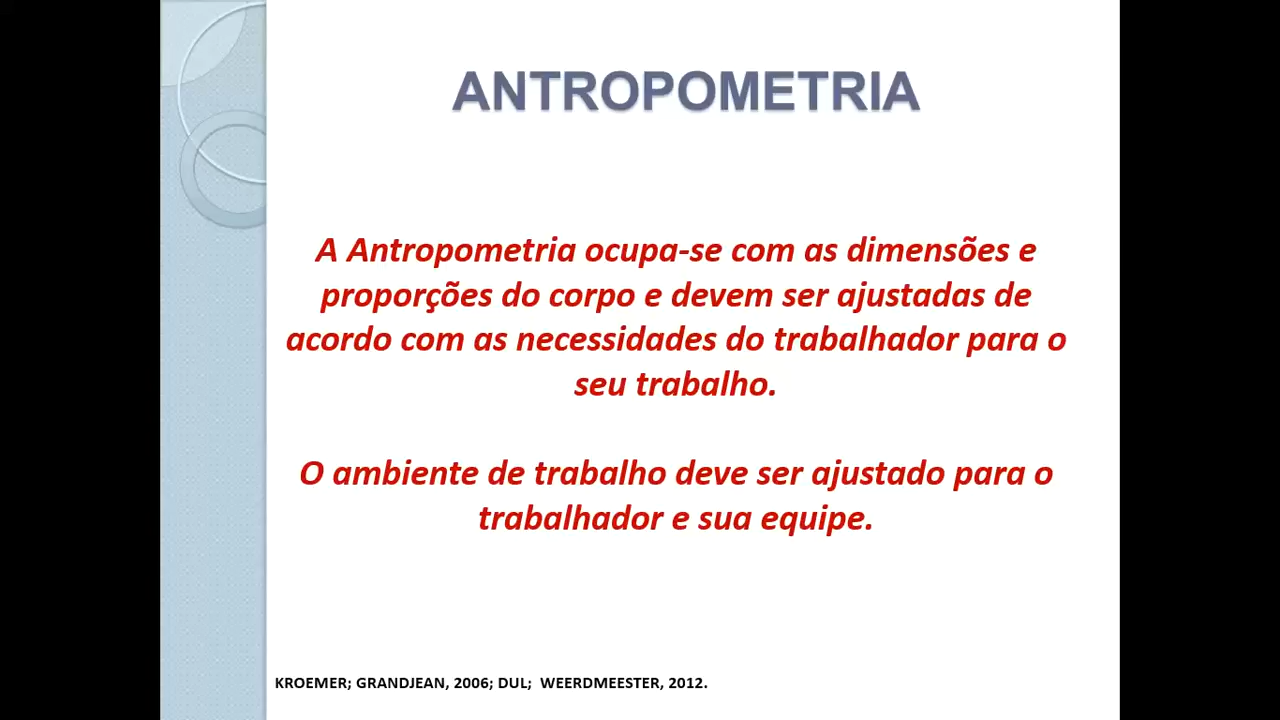 ANTROPOMETRIA
A Antropometria ocupa-se com as dimensões e
proporções do corpo e devem ser ajustadas de
acordo com as necessidades do trabalhador para o
seu trabalho.
O ambiente de trabalho deve ser ajustado para o
trabalhador e sua equipe.
KROEMER; GRANDJEAN, 2006; DUL;  WEERDMEESTER, 2012.